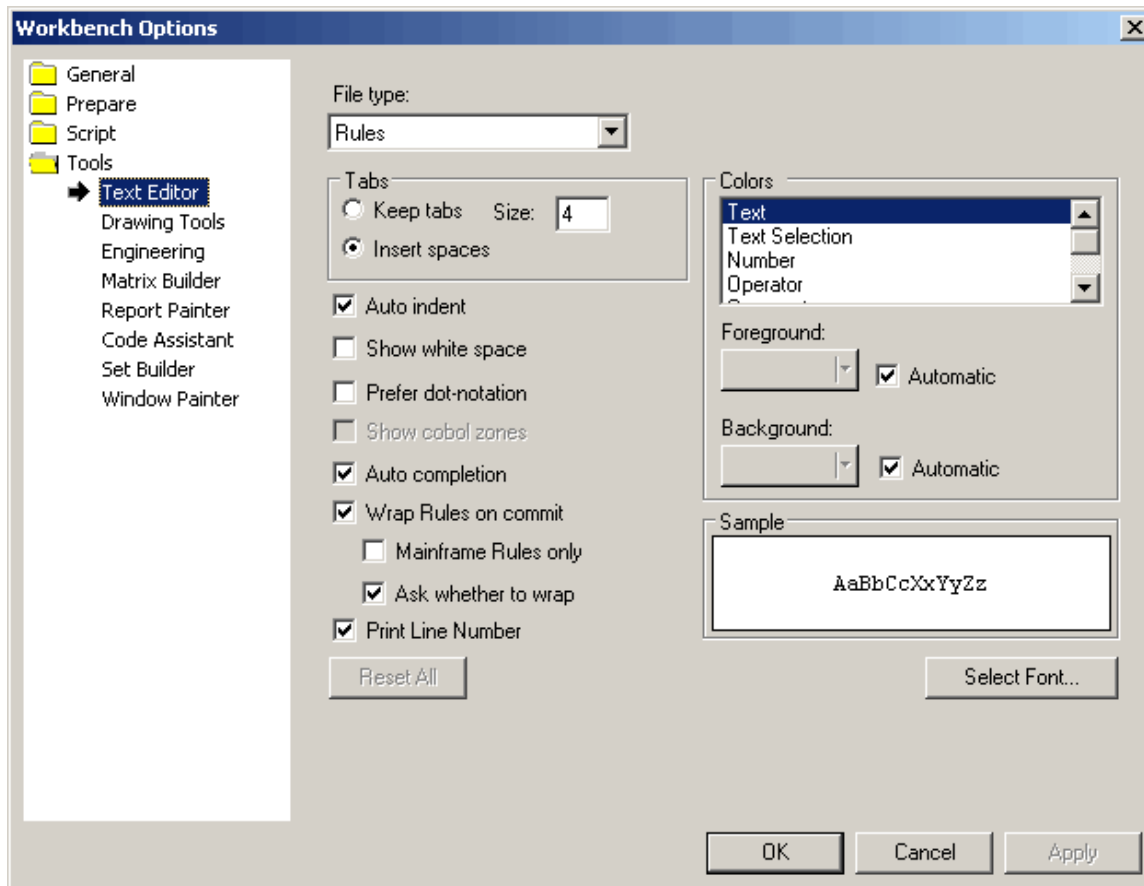 Workbench Options
General
Prepare
Script
Tools
Text Editor
Drawing Tools
Engineering
Matrix Builder
Report Painter
Code Assistant
Set Builder
Window Painter
File type:
Rules
Tabs
Keep tabs Size: 4
Insert spaces
Auto indent
Show white space
Prefer dot-notation
Show cobol zones
Auto completion
Wrap Rules on commit
Mainframe Rules only
Ask whether to wrap
Print Line Number
Reset All
Colors
Text
Text Selection
Number
Operator
Foreground:
Automatic
Background:
Automatic
Sample
AaBbCcXxYyZz
Select Font...
OK Cancel Apply